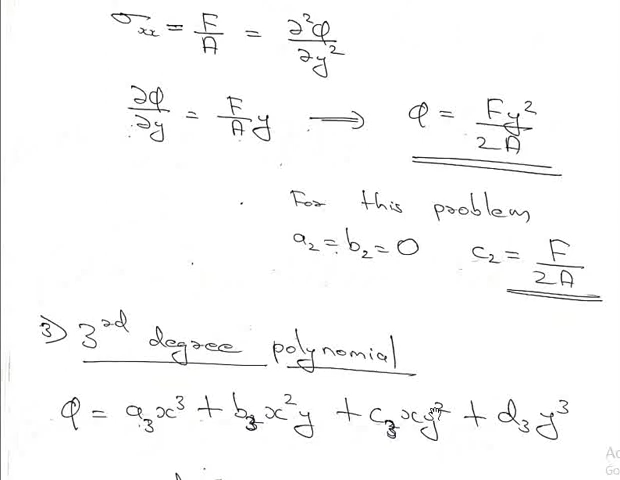 σxx = F/A = ∂²φ/∂y²
∂φ/∂y = F/A y ⟹ φ = Fy²/2A
For this problem
a₂ = b₂ = 0 c₂ = F/2A
3) 3rd degree polynomial
φ = a₃x³ + b₃x²y + c₃xy² + d₃y³